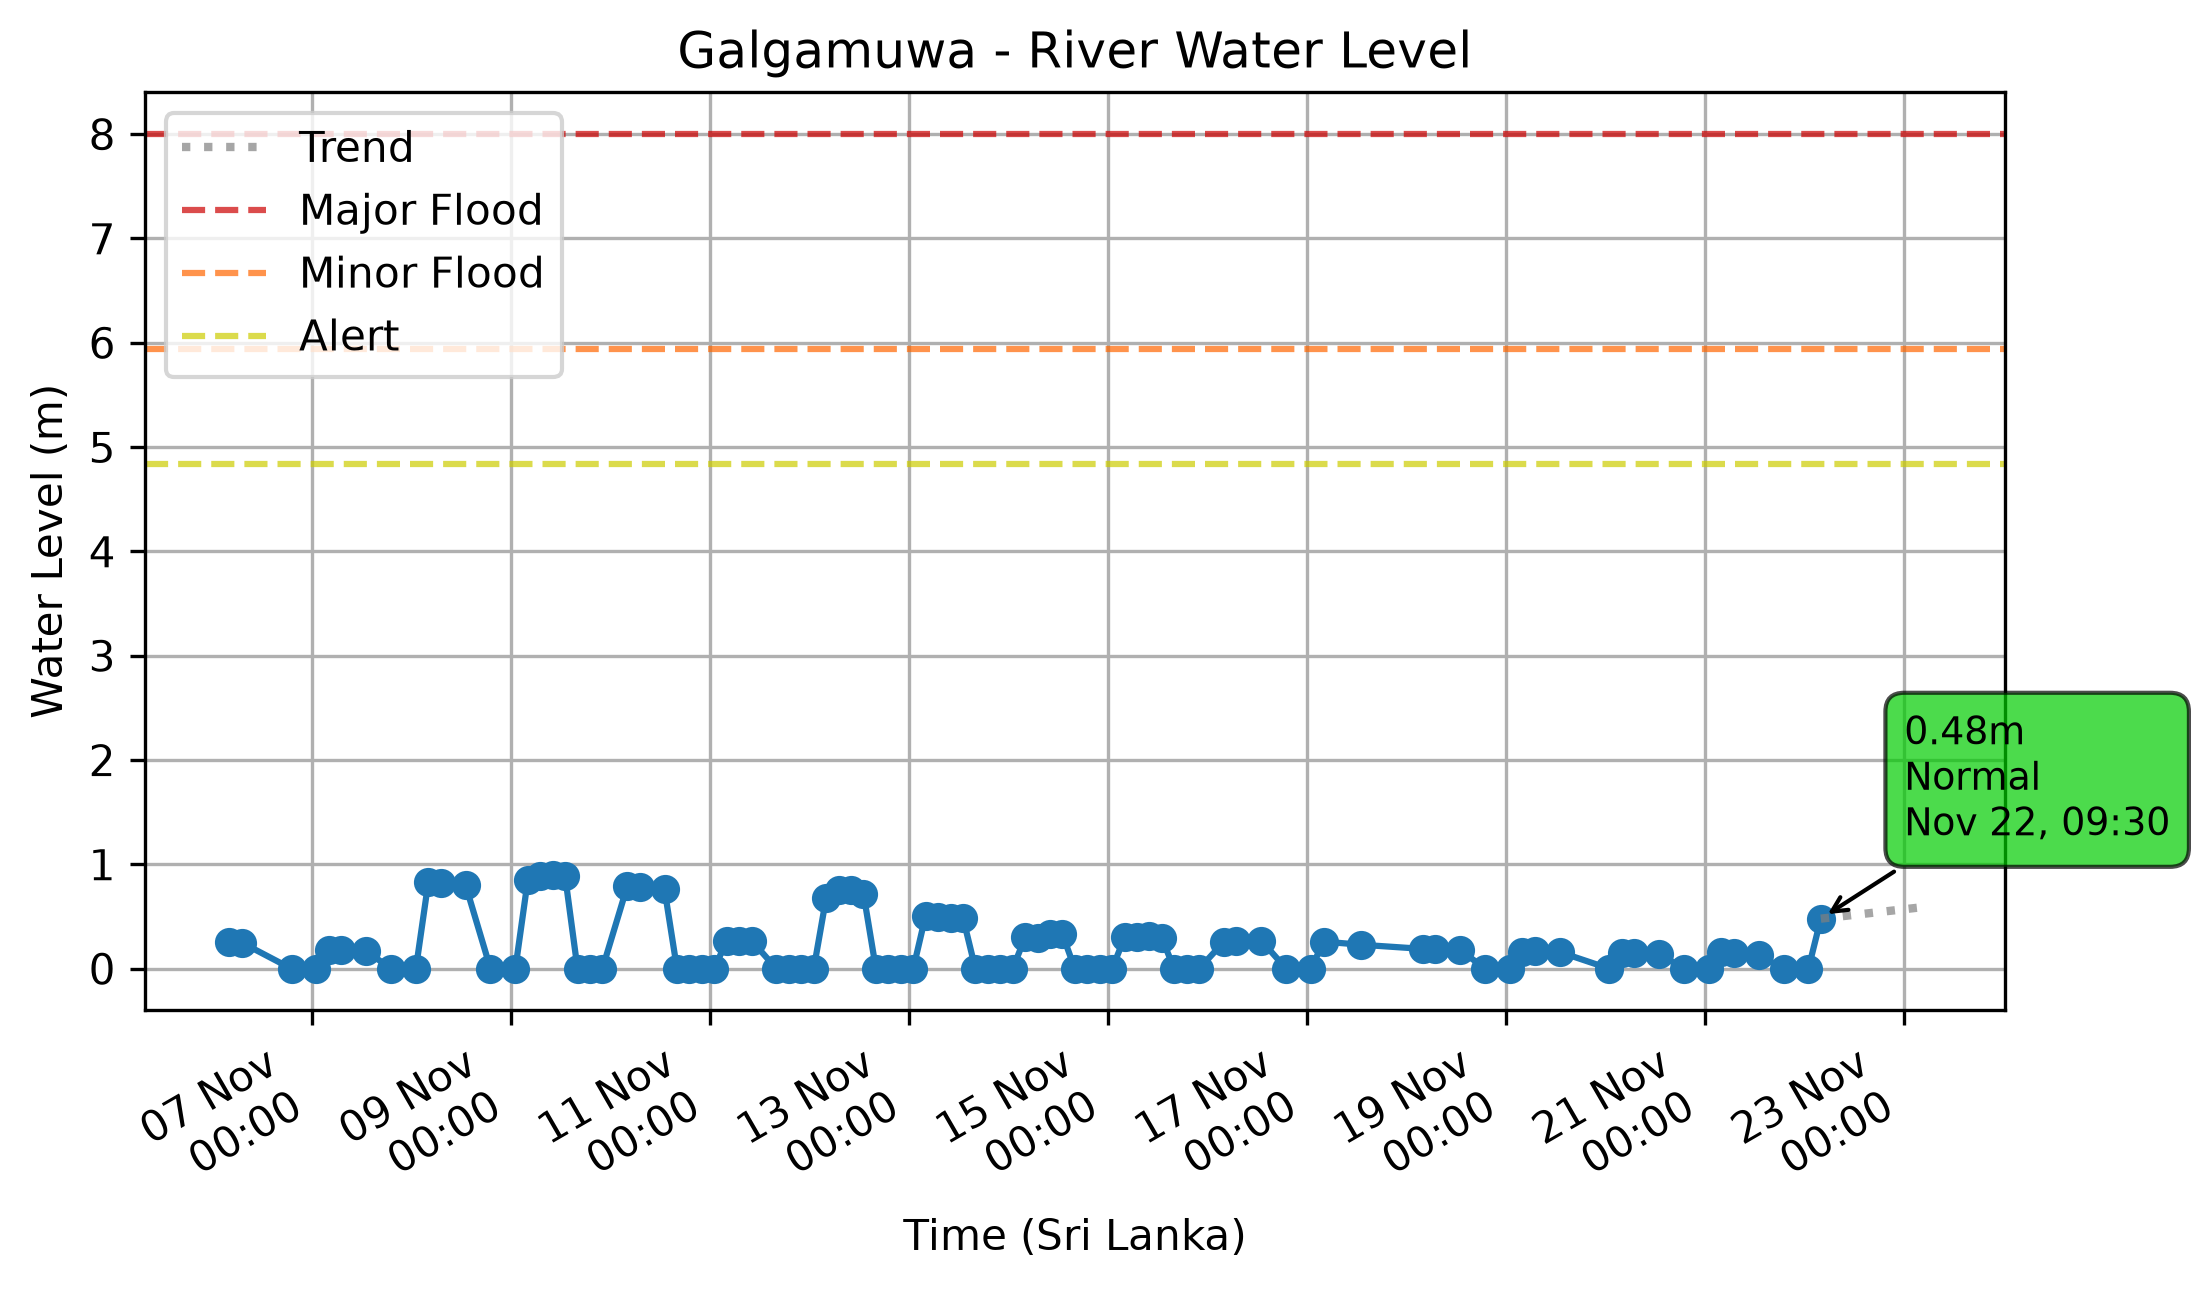 Galgamuwa - River Water Level
Trend
Major Flood
Minor Flood
Alert
Water Level (m)
8
7
6
5
4
3
2
1
0
0.48m
Normal
Nov 22, 09:30
07 Nov
00:00
09 Nov
00:00
11 Nov
00:00
13 Nov
00:00
15 Nov
00:00
17 Nov
00:00
19 Nov
00:00
21 Nov
00:00
23 Nov
00:00
Time (Sri Lanka)